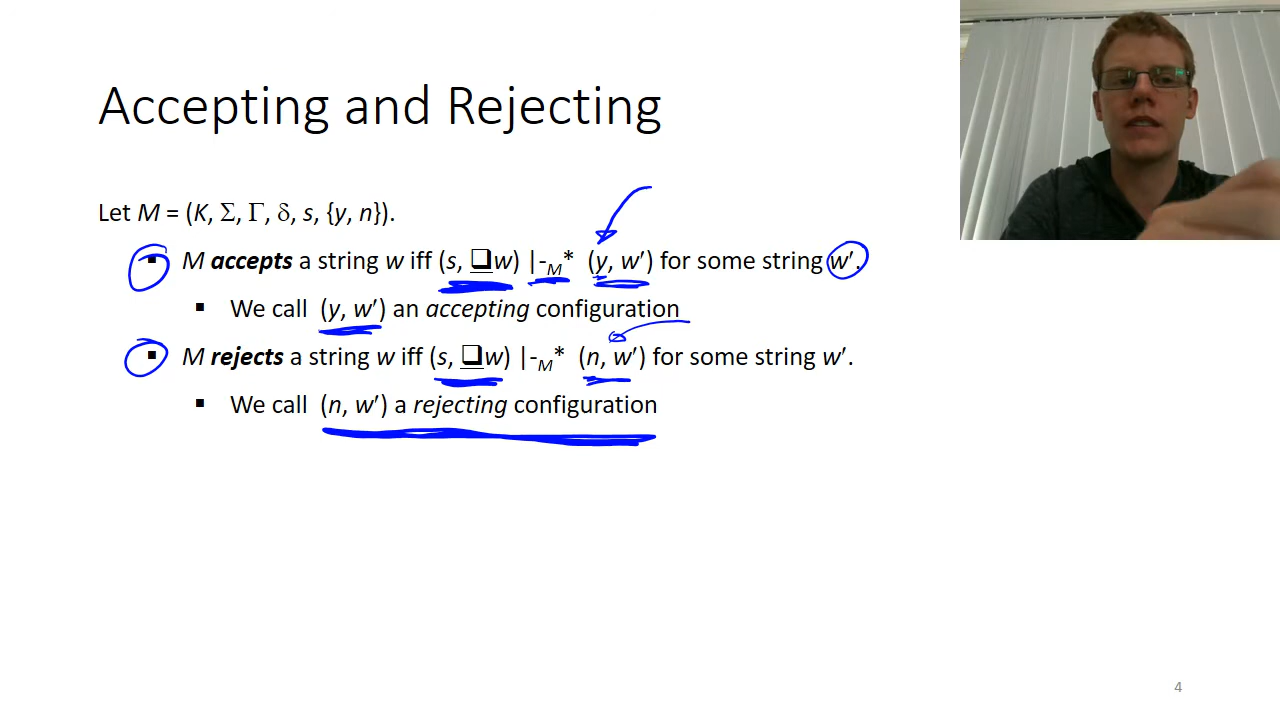 Accepting and Rejecting
Let M = (K, Σ, Γ, δ, s, {y, n}).
▪ M accepts a string w iff (s, ❑w) |-M* (y, w′) for some string w′.
▪ We call (y, w′) an accepting configuration
▪ M rejects a string w iff (s, ❑w) |-M* (n, w′) for some string w′.
▪ We call (n, w′) a rejecting configuration
4